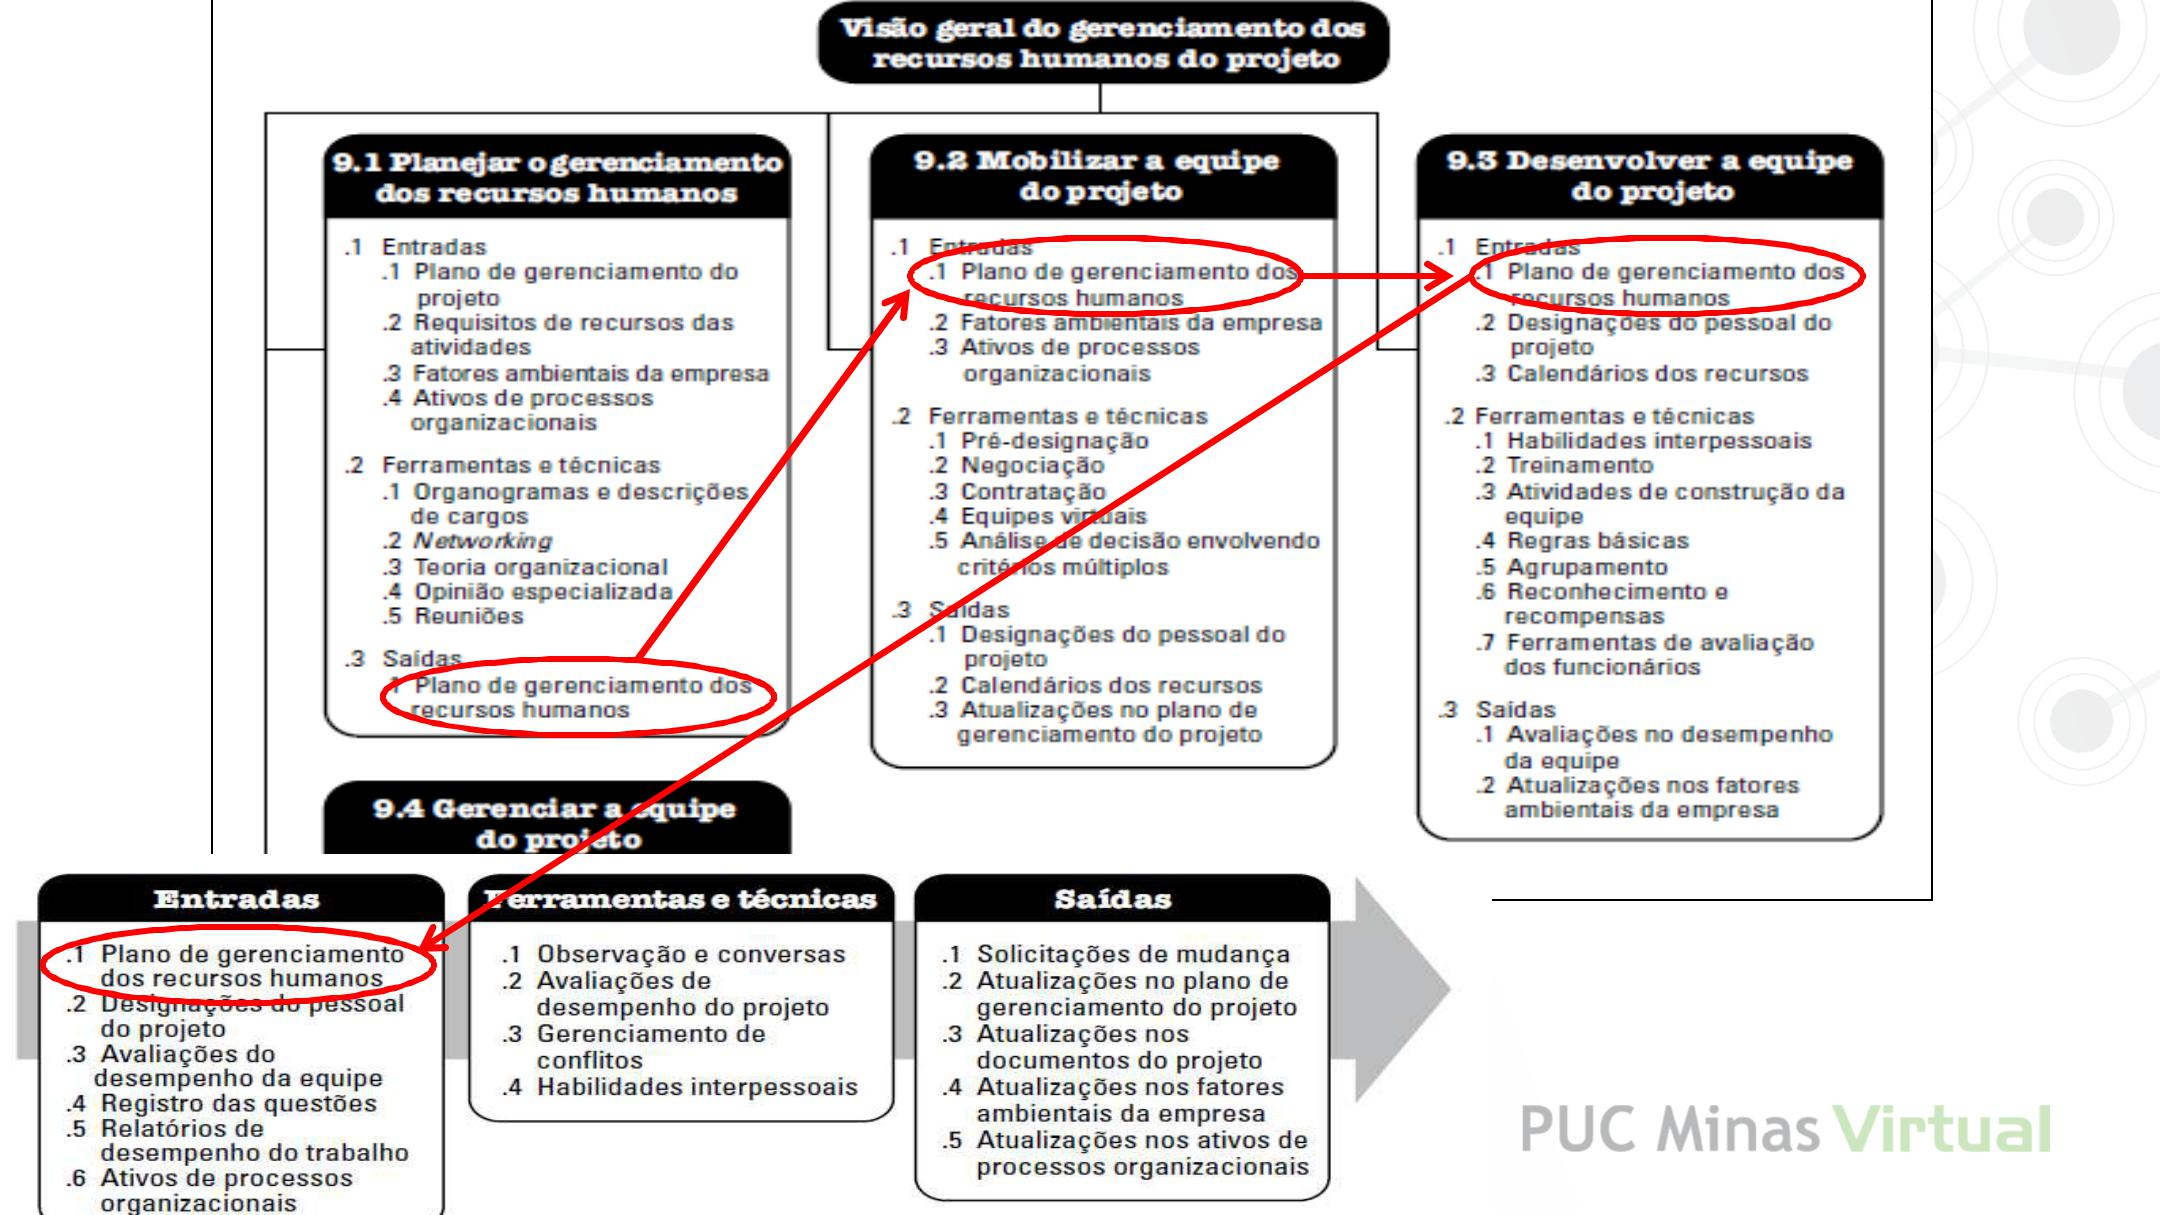 Visão geral do gerenciamento dos
recursos humanos do projeto
9.1 Planejar o gerenciamento
dos recursos humanos
.1 Entradas
.1 Plano de gerenciamento do
projeto
.2 Requisitos de recursos das
atividades
.3 Fatores ambientais da empresa
.4 Ativos de processos
organizacionais
.2 Ferramentas e técnicas
.1 Organogramas e descrições
de cargos
.2 Networking
.3 Teoria organizacional
.4 Opinião especializada
.5 Reuniões
.3 Saídas
.1 Plano de gerenciamento dos
recursos humanos
9.2 Mobilizar a equipe
do projeto
.1 Entradas
.1 Plano de gerenciamento dos
recursos humanos
.2 Fatores ambientais da empresa
.3 Ativos de processos
organizacionais
.2 Ferramentas e técnicas
.1 Pré-designação
.2 Negociação
.3 Contratação
.4 Equipes virtuais
.5 Análise de decisão envolvendo
critérios múltiplos
.3 Saídas
.1 Designações do pessoal do
projeto
.2 Calendários dos recursos
.3 Atualizações no plano de
gerenciamento do projeto
9.3 Desenvolver a equipe
do projeto
.1 Entradas
.1 Plano de gerenciamento dos
recursos humanos
.2 Designações do pessoal do
projeto
.3 Calendários dos recursos
.2 Ferramentas e técnicas
.1 Habilidades interpessoais
.2 Treinamento
.3 Atividades de construção da
equipe
.4 Regras básicas
.5 Agrupamento
.6 Reconhecimento e
recompensas
.7 Ferramentas de avaliação
dos funcionários
.3 Saídas
.1 Avaliações no desempenho
da equipe
.2 Atualizações nos fatores
ambientais da empresa
9.4 Gerenciar a equipe
do projeto
Entradas
.1 Plano de gerenciamento
dos recursos humanos
.2 Designações do pessoal
do projeto
.3 Avaliações do
desempenho da equipe
.4 Registro das questões
.5 Relatórios de
desempenho do trabalho
.6 Ativos de processos
organizacionais
Ferramentas e técnicas
.1 Observação e conversas
.2 Avaliações de
desempenho do projeto
.3 Gerenciamento de
conflitos
.4 Habilidades interpessoais
Saídas
.1 Solicitações de mudança
.2 Atualizações no plano de
gerenciamento do projeto
.3 Atualizações nos
documentos do projeto
.4 Atualizações nos fatores
ambientais da empresa
.5 Atualizações nos ativos de
processos organizacionais
PUC Minas Virtual